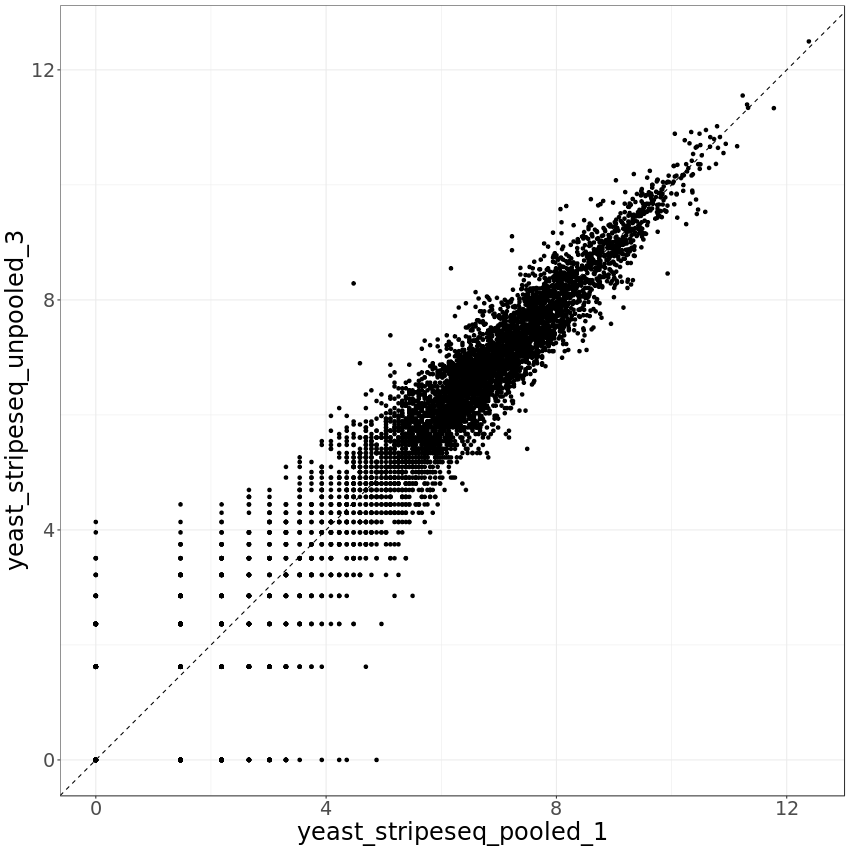 12
8
4
0
yeast_stripeseq_unpooled_3
0 4 8 12
yeast_stripeseq_pooled_1